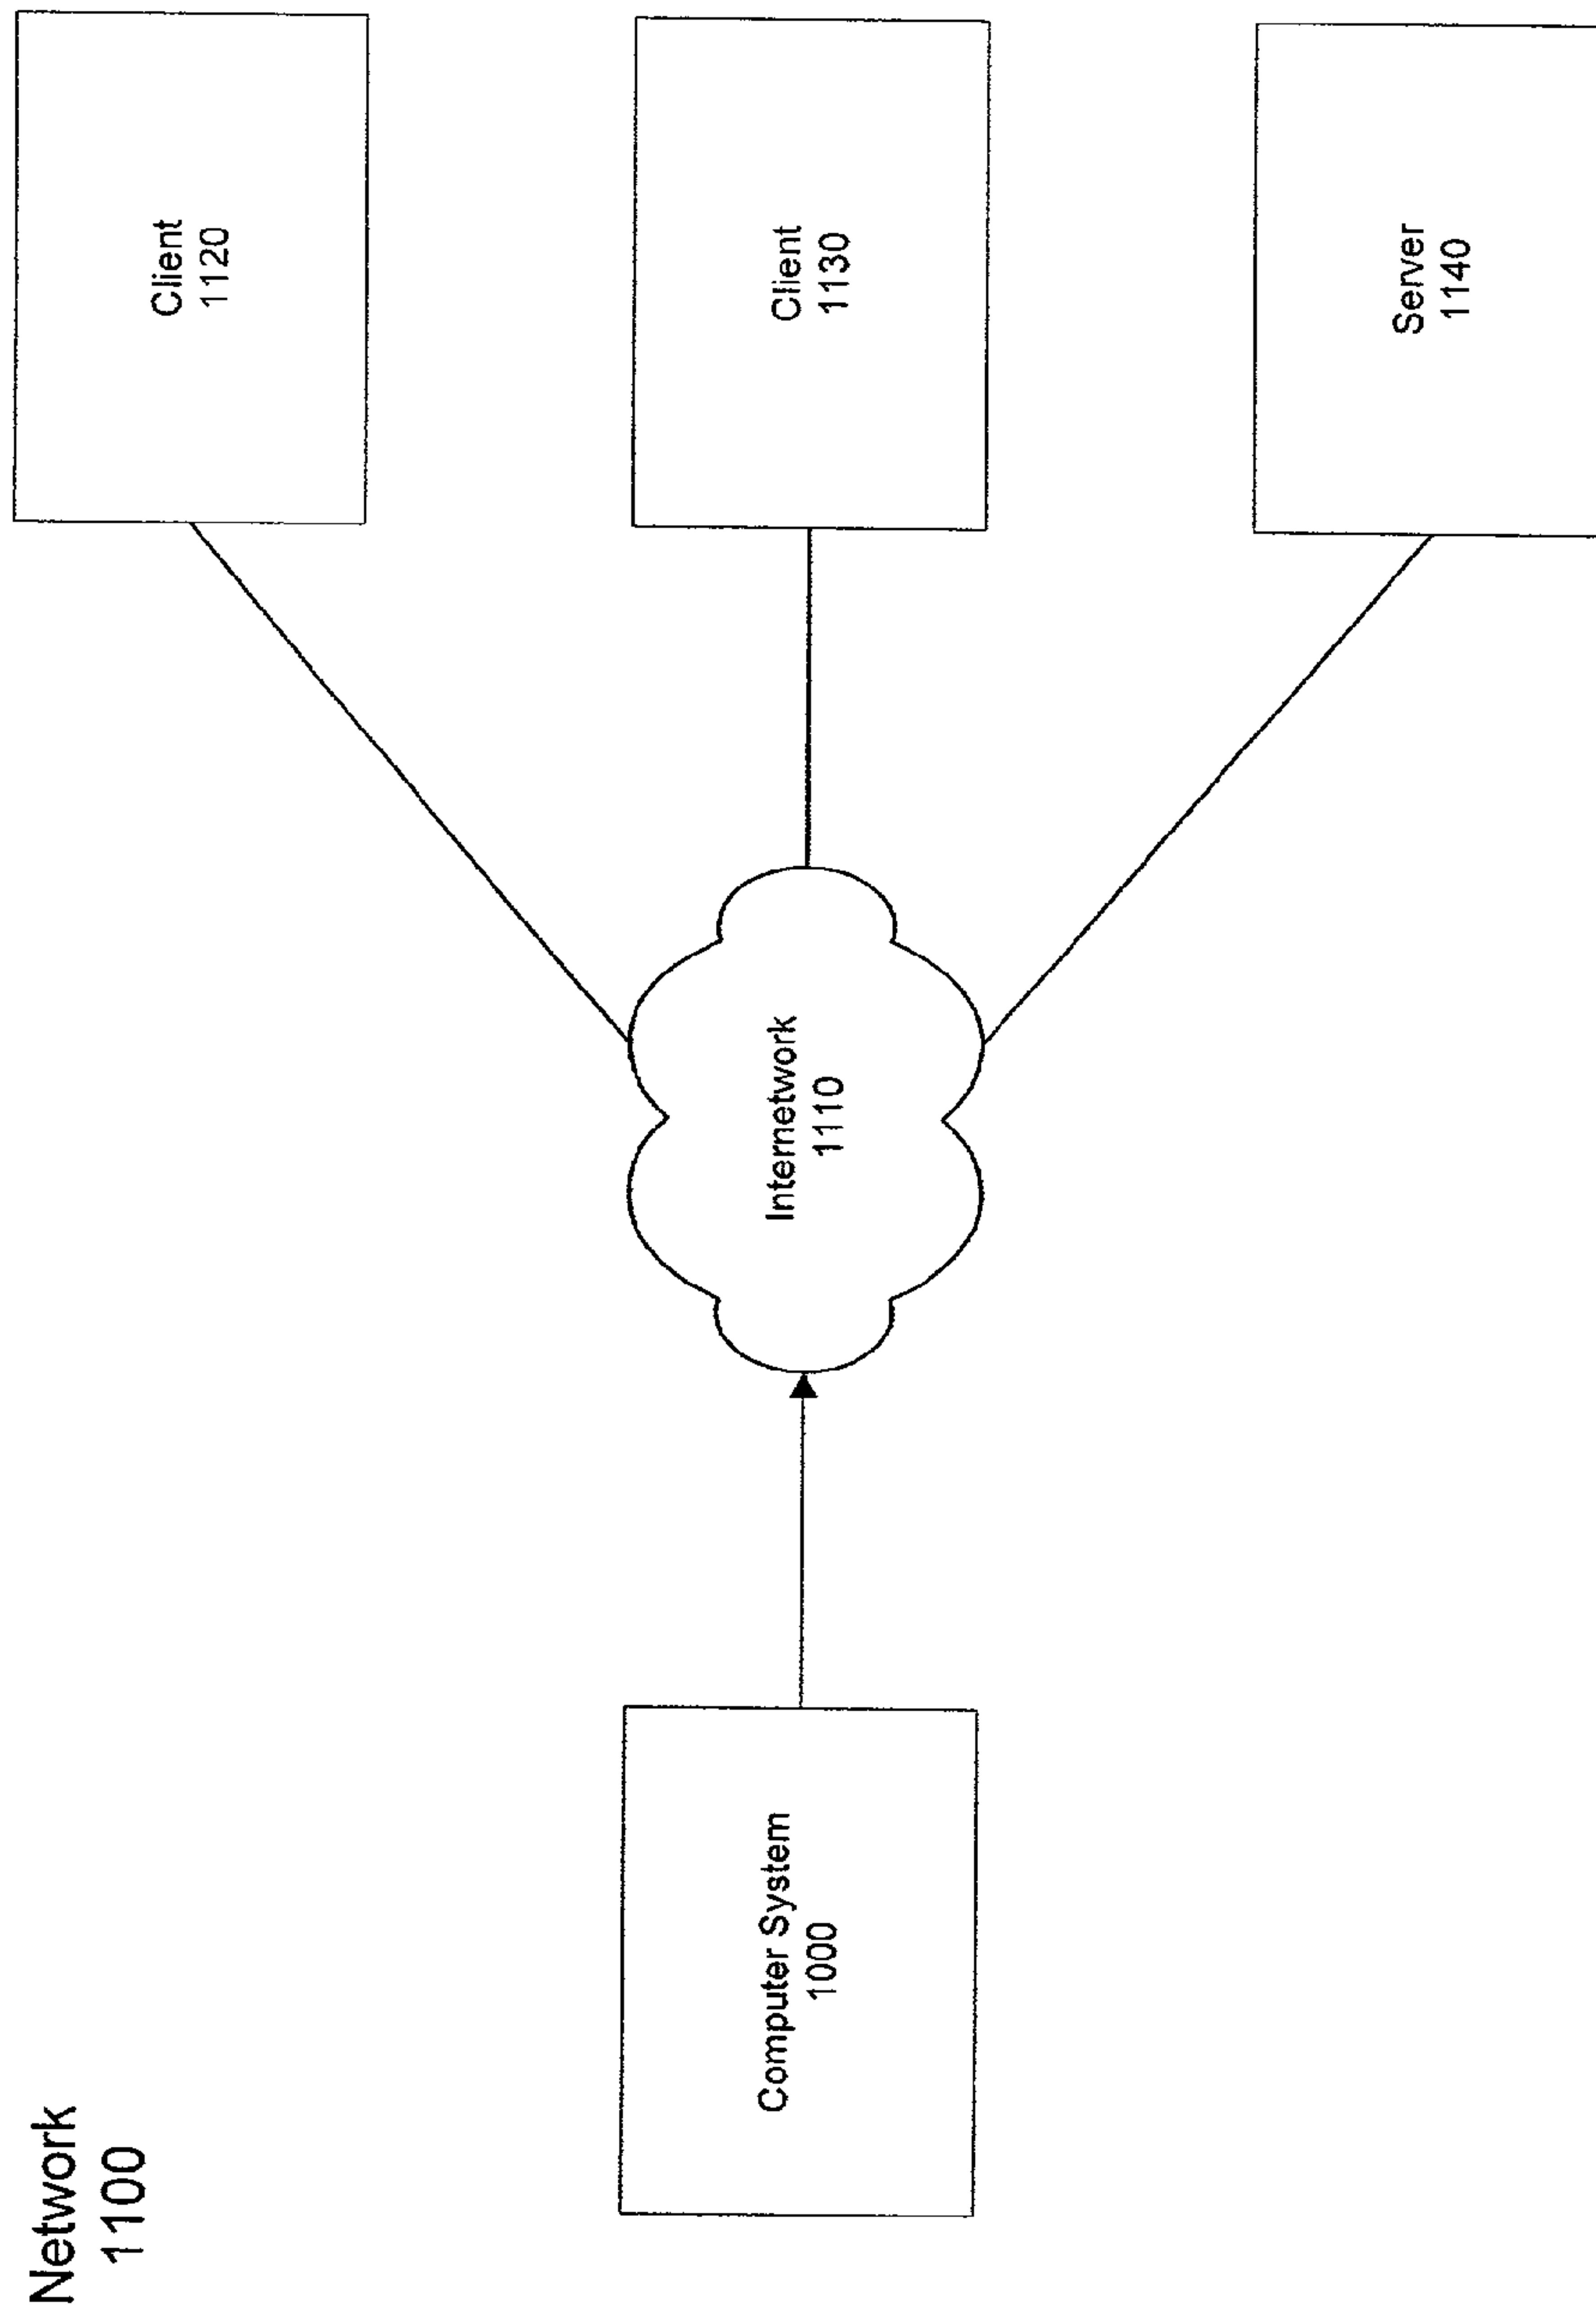 Network
1100
Computer System
1000
Internetwork
1110
Client
1120
Client
1130
Server
1140